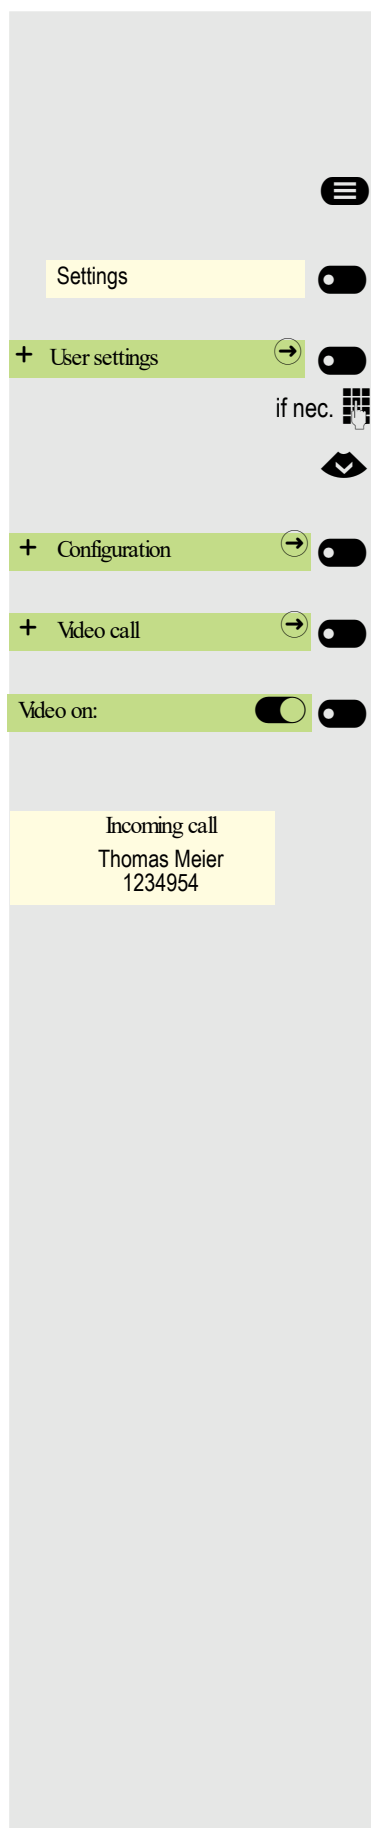 Settings
+ User settings
if nec.
+ Configuration
+ Video call
Video on:
Incoming call
Thomas Meier
1234954